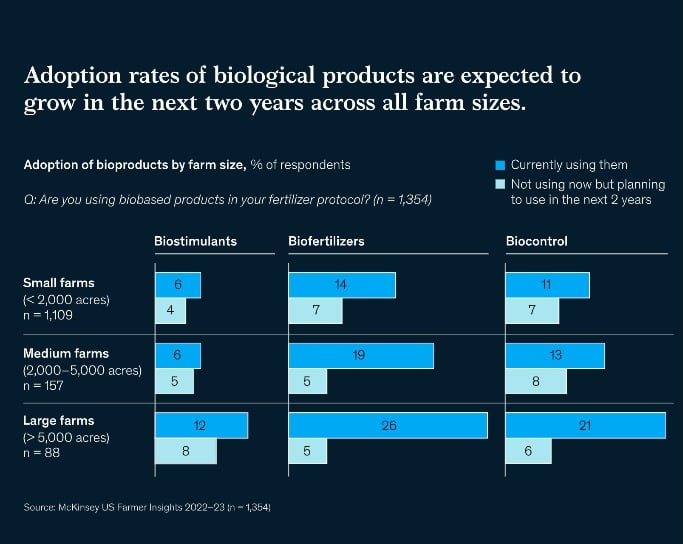 Adoption rates of biological products are expected to
grow in the next two years across all farm sizes.
Adoption of bioproducts by farm size, % of respondents
Q: Are you using biobased products in your fertilizer protocol? (n = 1,354)
Currently using them
Not using now but planning
to use in the next 2 years
Biostimulants Biofertilizers Biocontrol
Small farms
(< 2,000 acres)
n = 1,109
6 14 11
4 7 7
Medium farms
(2,000–5,000 acres)
n = 157
6 19 13
5 5 8
Large farms
(> 5,000 acres)
n = 88
12 26 21
8 5 6
Source: McKinsey US Farmer Insights 2022–23 (n = 1,354)